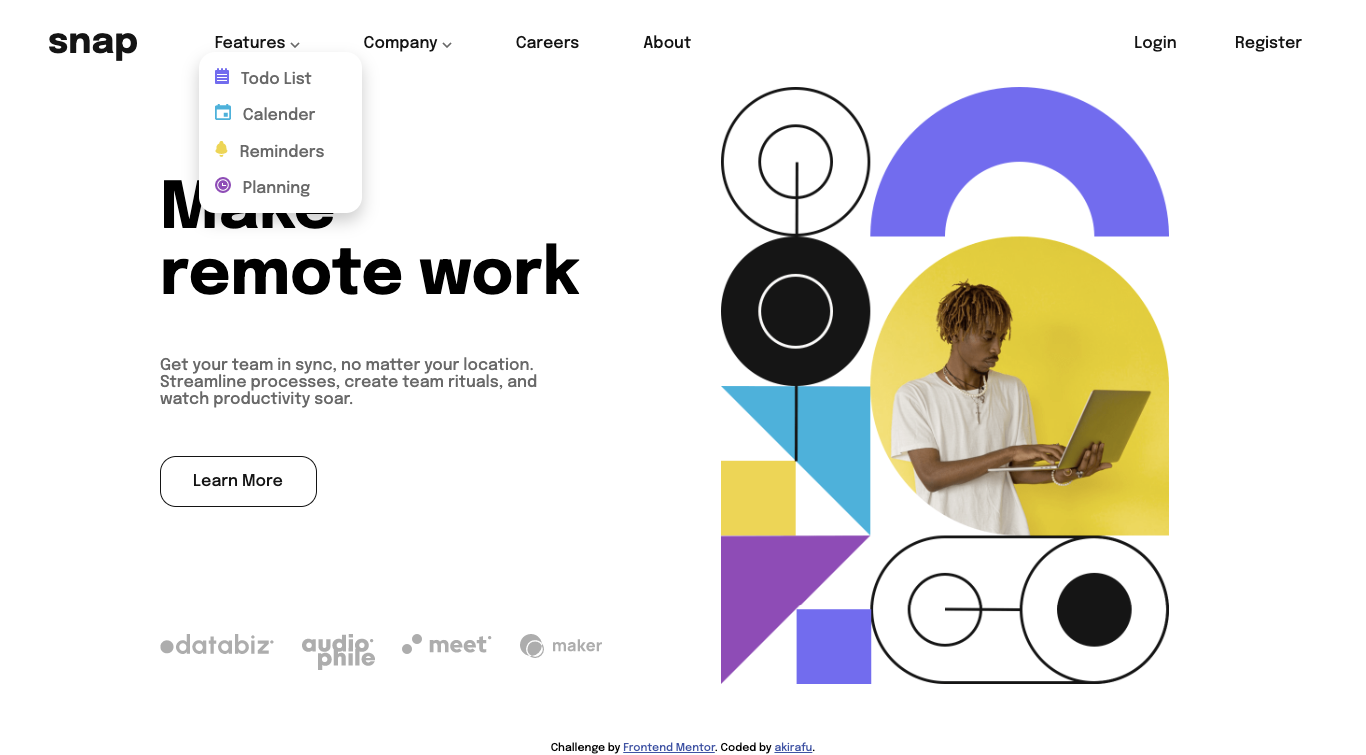 snap
Features
Company
Careers
About
Login
Register
Todo List
Calender
Reminders
Planning
Make
remote work
Get your team in sync, no matter your location.
Streamline processes, create team rituals, and
watch productivity soar.
Learn More
databiz
audio
phile
meet
maker
Challenge by Frontend Mentor. Coded by akirafu.